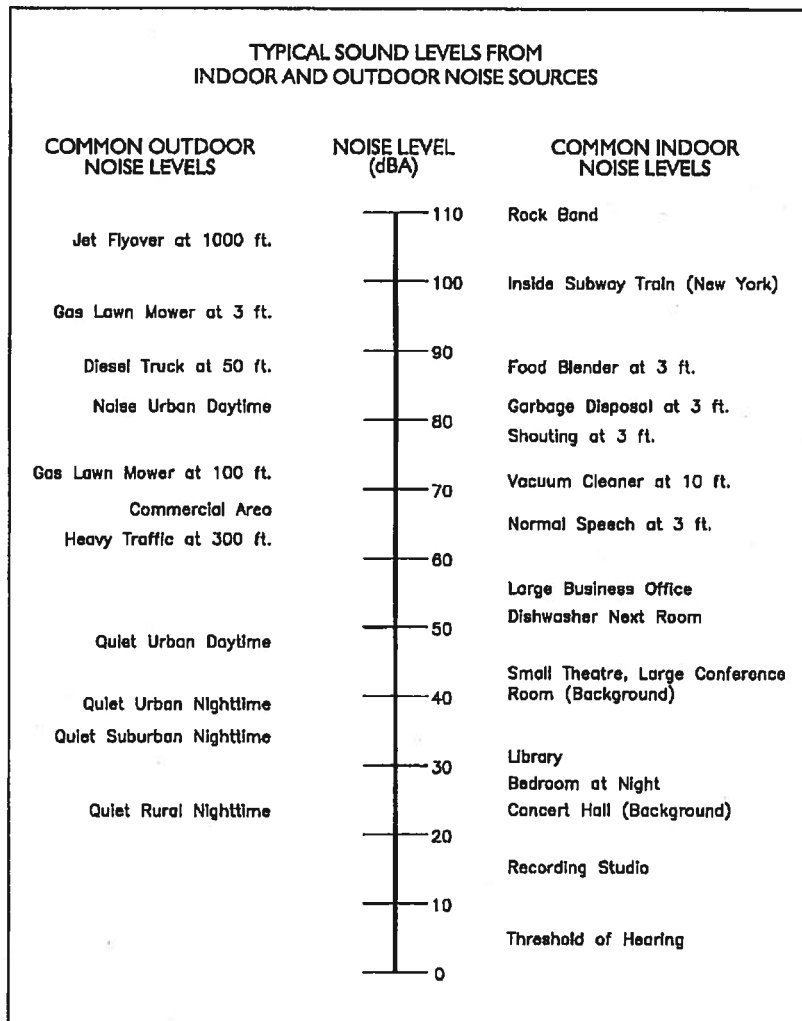 TYPICAL SOUND LEVELS FROM
INDOOR AND OUTDOOR NOISE SOURCES
COMMON OUTDOOR
NOISE LEVELS
NOISE LEVEL
(dBA)
COMMON INDOOR
NOISE LEVELS
110
Rock Band
Jet Flyover at 1000 ft.
100
Inside Subway Train (New York)
Gas Lawn Mower at 3 ft.
90
Diesel Truck at 50 ft.
Food Blender at 3 ft.
Noise Urban Daytime
Garbage Disposal at 3 ft.
80
Shouting at 3 ft.
Gas Lawn Mower at 100 ft.
Vacuum Cleaner at 10 ft.
70
Commercial Area
Normal Speech at 3 ft.
Heavy Traffic at 300 ft.
60
Large Business Office
Dishwasher Next Room
50
Quiet Urban Daytime
Small Theatre, Large Conference
Room (Background)
40
Quiet Urban Nighttime
Quiet Suburban Nighttime
Library
30
Bedroom at Night
Quiet Rural Nighttime
Concert Hall (Background)
20
Recording Studio
10
Threshold of Hearing
0